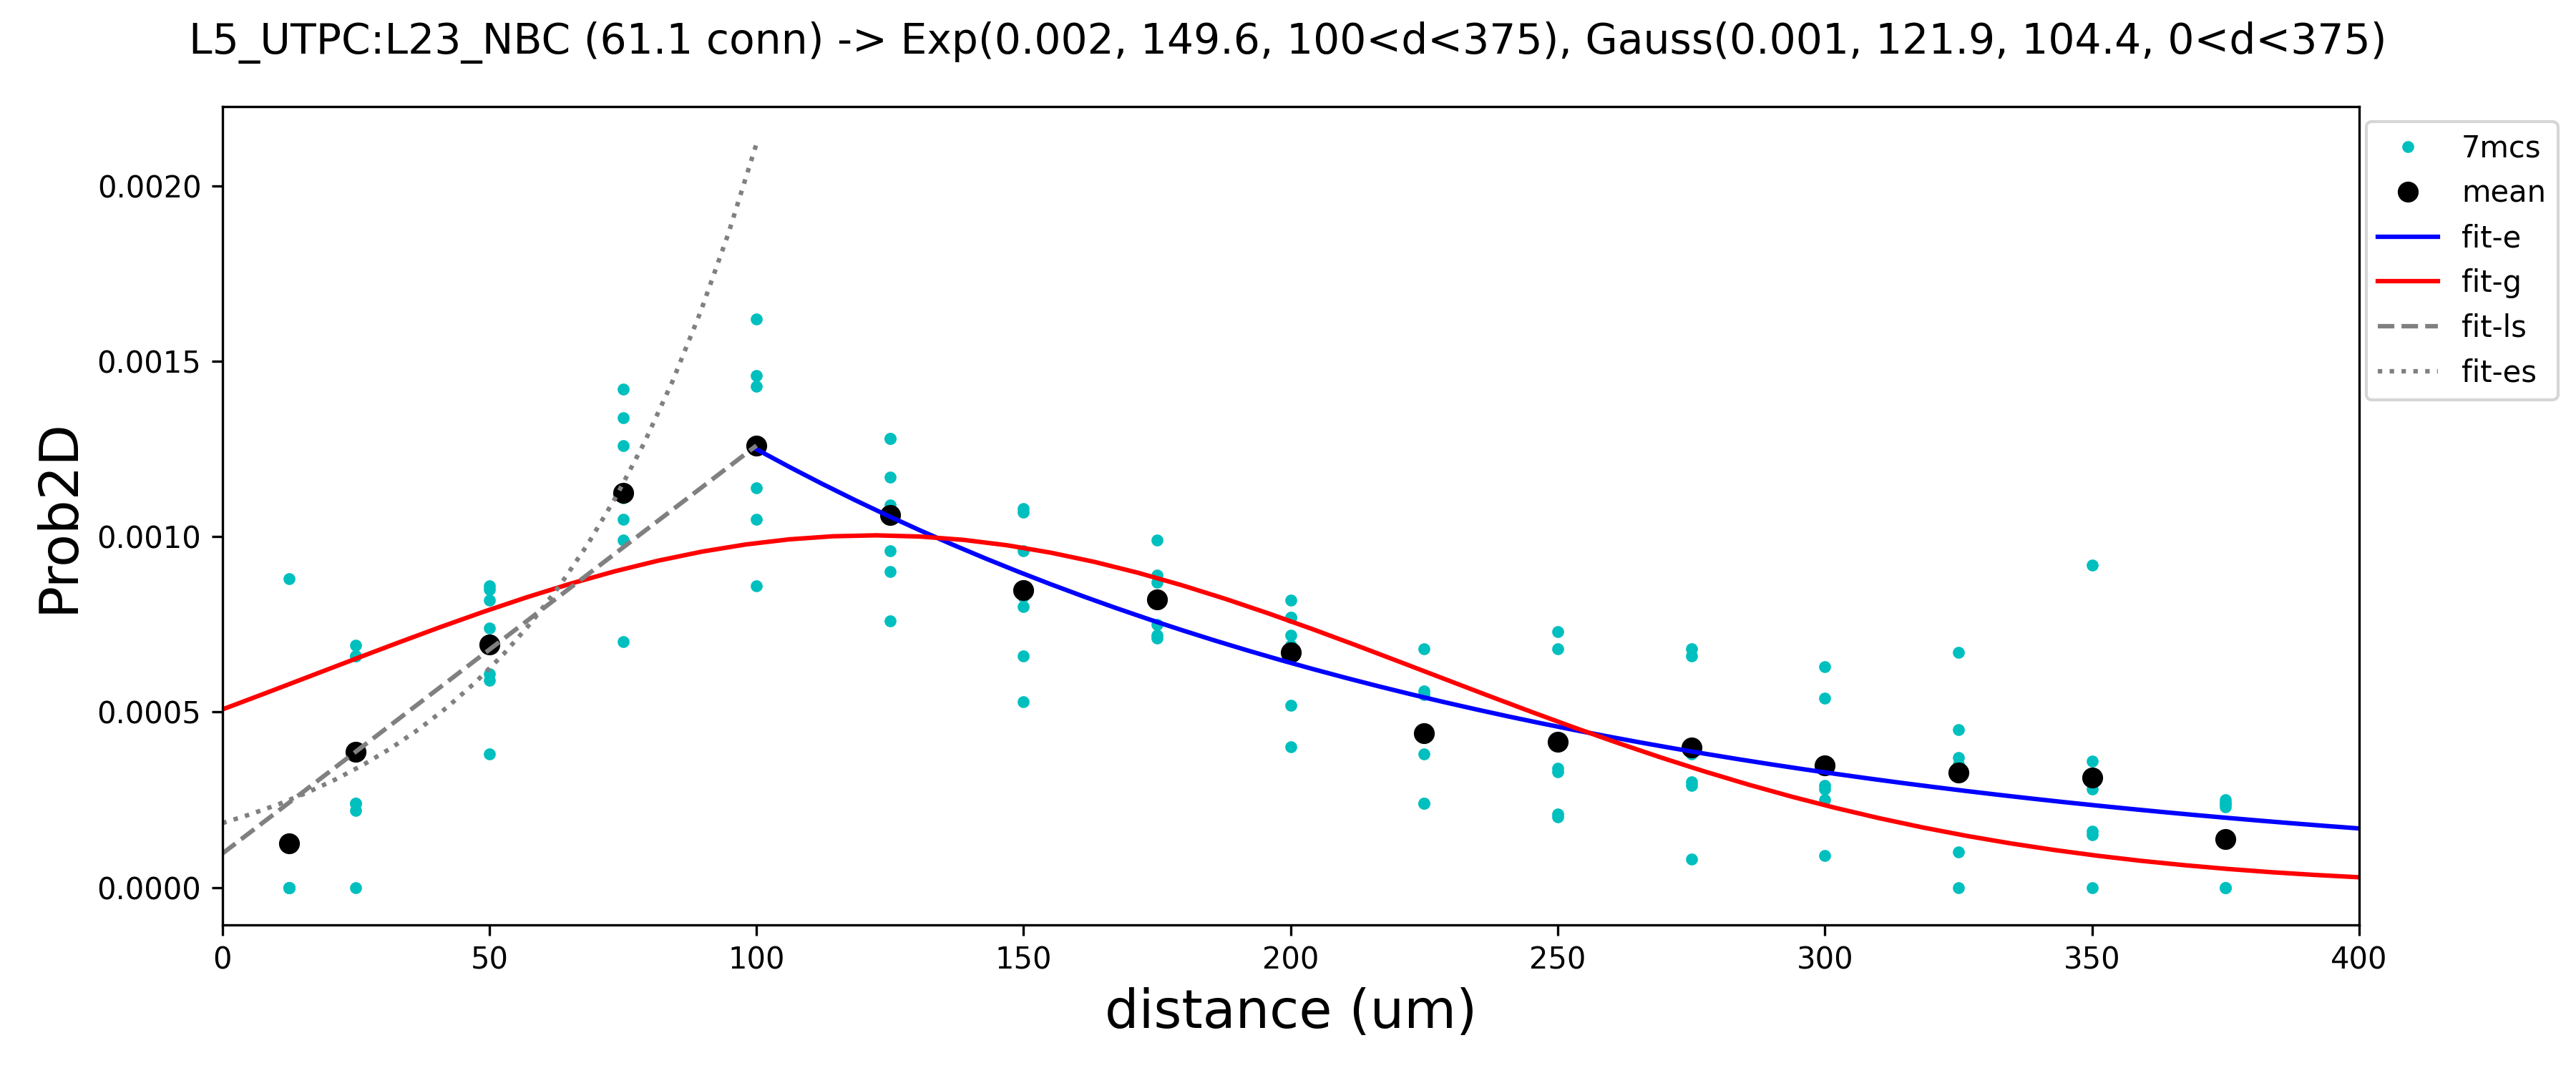 L5_UTPC:L23_NBC (61.1 conn) -> Exp(0.002, 149.6, 100<d<375), Gauss(0.001, 121.9, 104.4, 0<d<375)
7mcs
mean
fit-e
fit-g
fit-ls
fit-es
Prob2D
0.0020
0.0015
0.0010
0.0005
0.0000
0 50 100 150 200 250 300 350 400
distance (um)